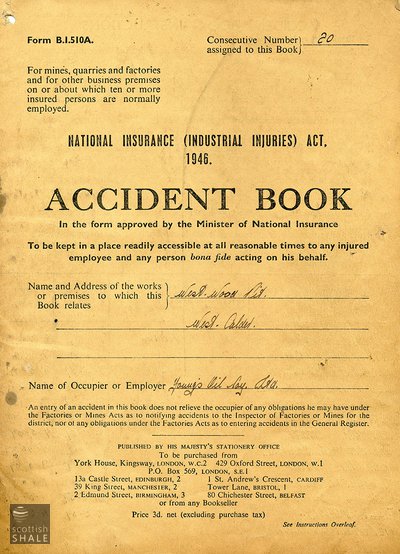 Form B.I.510A.
Consecutive Number
assigned to this Book
20
For mines, quarries and factories
and for other business premises
on or about which ten or more
insured persons are normally
employed.
NATIONAL INSURANCE (INDUSTRIAL INJURIES) ACT,
1946.
ACCIDENT BOOK
In the form approved by the Minister of National Insurance
To be kept in a place readily accessible at all reasonable times to any injured
employee and any person bona fide acting on his behalf.
Name and Address of the works
or premises to which this
Book relates
West-Wood Pit.
West Calder.
Name of Occupier or Employer Young's Oil Coy. Ltd.
An entry of an accident in this book does not relieve the occupier of any obligations he may have under
the Factories or Mines Acts as to notifying accidents to the Inspector of Factories or Mines for the
district, nor of any obligations under the Factories Acts as to entering accidents in the General Register.
PUBLISHED BY HIS MAJESTY'S STATIONERY OFFICE
To be purchased from
York House, Kingsway, LONDON, W.C.2 429 Oxford Street, LONDON, W.1
P.O. Box 569, LONDON, S.E.1
13a Castle Street, EDINBURGH, 2 1 St. Andrew's Crescent, CARDIFF
39 King Street, MANCHESTER, 2 Tower Lane, BRISTOL, 1
2 Edmund Street, BIRMINGHAM, 3 80 Chichester Street, BELFAST
or from any Bookseller
Price 3d. net (excluding purchase tax)
See Instructions Overleaf.
scottish
SHALE